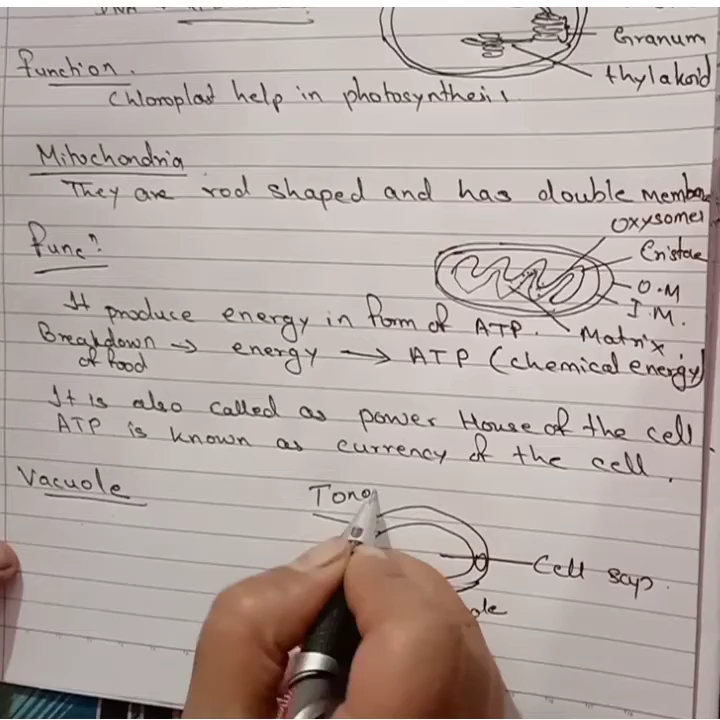 Granum
Function.
thylakoid
Chloroplast help in photosynthesis.
Mitochondria
They are rod shaped and has double Membane
Oxysomes
Func?
Cristae
O.M
I.M.
Matrix.
It produce energy in form of ATP.
Breakdown of food → energy → ATP (chemical energy)
It is also called as power House of the cell.
ATP is known as currency of the cell.
Vacuole
Tono
Cell sap.
ole